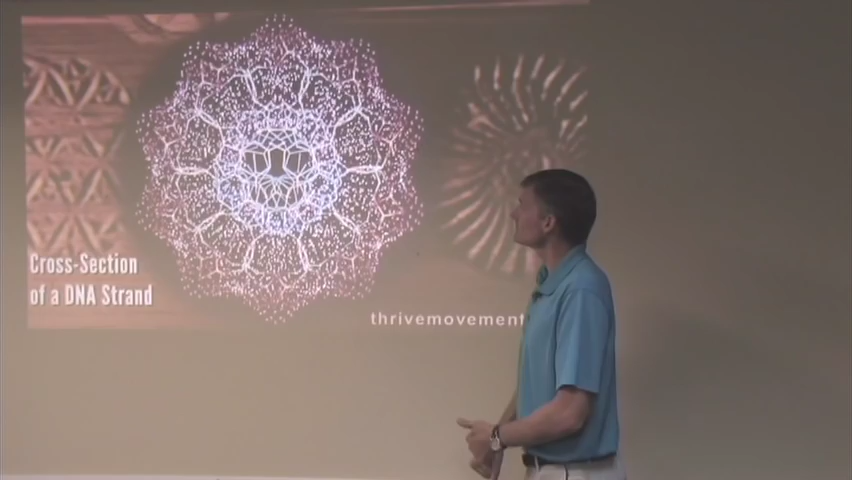 Cross-Section
of a DNA Strand
thrivemovement